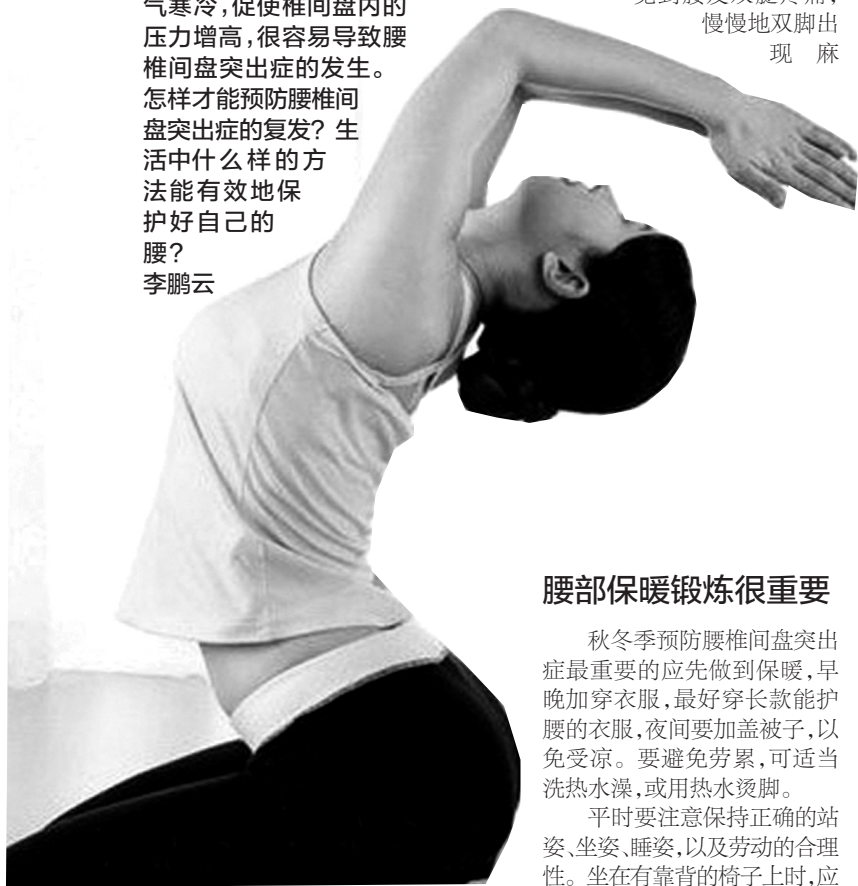 气寒冷,促使椎间盘内的
压力增高,很容易导致腰
椎间盘突出症的发生。
怎样才能预防腰椎间
盘突出症的复发?生
活中什么样的方
法能有效地保
护好自己的
腰?
李鹏云
慢慢地双脚出
现 麻
腰部保暖锻炼很重要
秋冬季预防腰椎间盘突出
症最重要的应先做到保暖,早
晚加穿衣服,最好穿长款能护
腰的衣服,夜间要加盖被子,以
免受凉。要避免劳累,可适当
洗热水澡,或用热水烫脚。
平时要注意保持正确的站
姿、坐姿、睡姿,以及劳动的合理
性。坐在有靠背的椅子上时,应